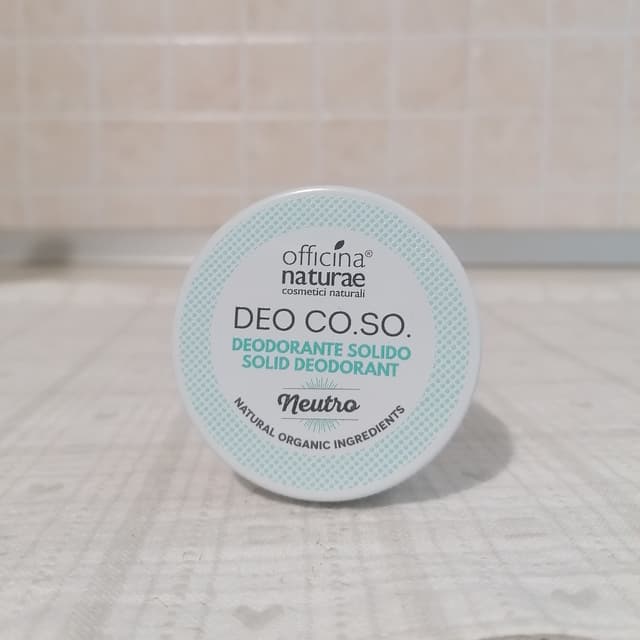 officina®
naturae
cosmetici naturali
DEO CO.SO.
DEODORANTE SOLIDO
SOLID DEODORANT
Neutro
NATURAL ORGANIC INGREDIENTS